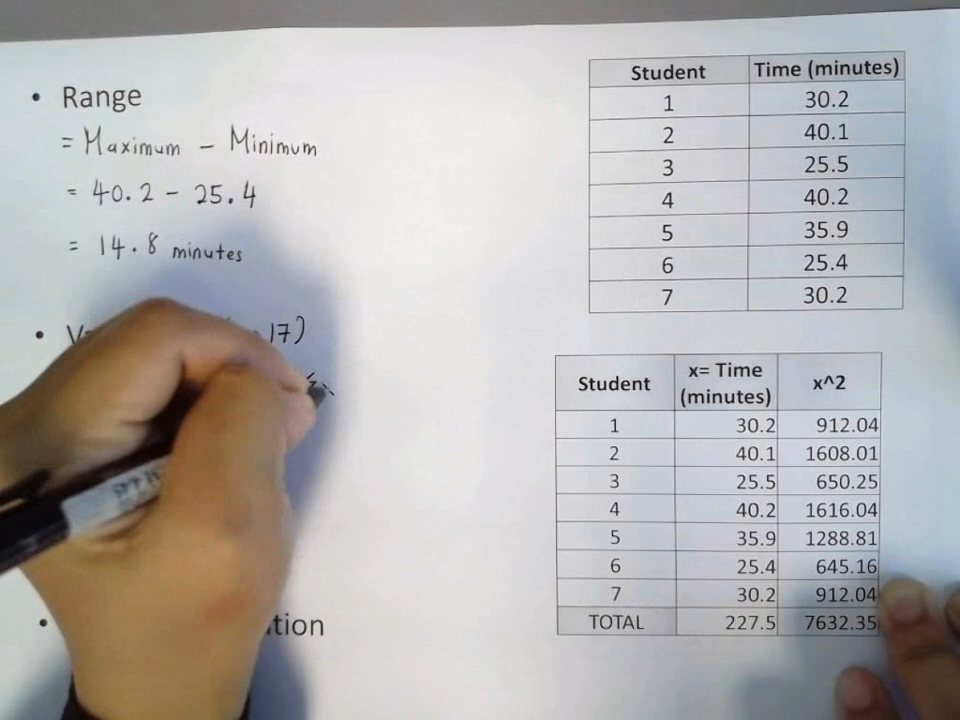 • Range
= Maximum - Minimum
= 40.2 - 25.4
= 14.8 minutes
• 17)
•
Student Time (minutes)
1 30.2
2 40.1
3 25.5
4 40.2
5 35.9
6 25.4
7 30.2
Student x= Time (minutes) x^2
1 30.2 912.04
2 40.1 1608.01
3 25.5 650.25
4 40.2 1616.04
5 35.9 1288.81
6 25.4 645.16
7 30.2 912.04
TOTAL 227.5 7632.35